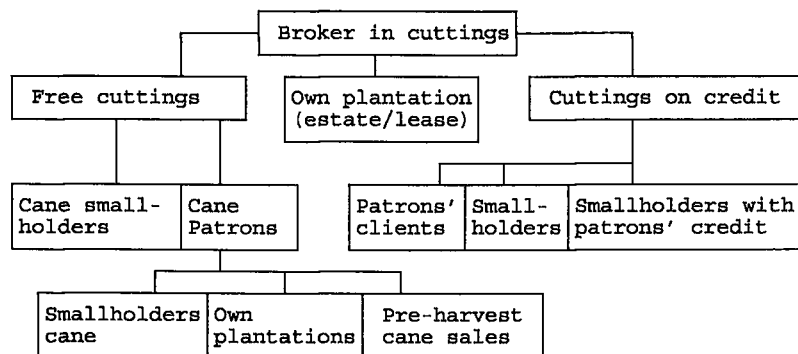 Broker in cuttings
Free cuttings
Own plantation
(estate/lease)
Cuttings on credit
Cane small-
holders
Cane
Patrons
Patrons'
clients
Small-
holders
Smallholders with
patrons' credit
Smallholders
cane
Own
plantations
Pre-harvest
cane sales